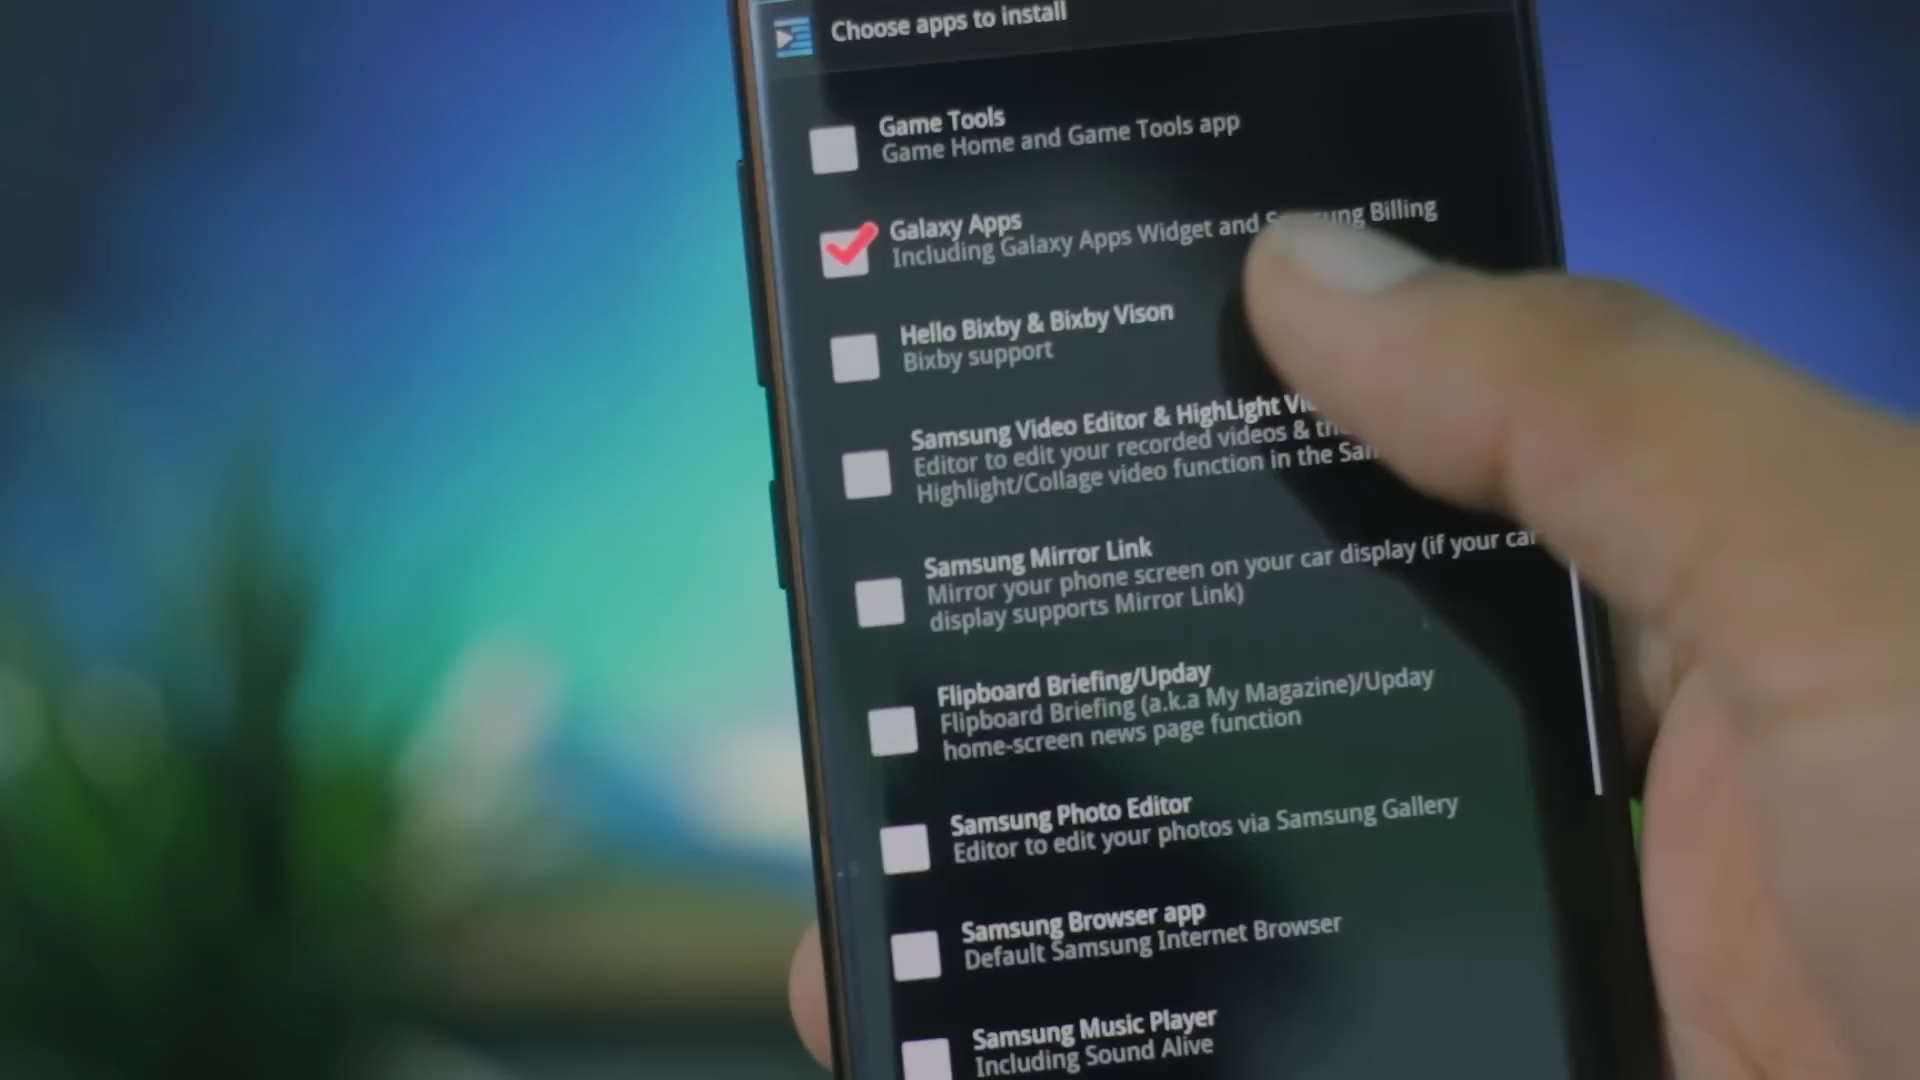 Choose apps to install
Game Tools
Game Home and Game Tools app
Galaxy Apps
Including Galaxy Apps Widget and Billing
Hello Bixby & Bixby Vison
Bixby support
Samsung Video Editor & HighLight
Editor to edit your recorded videos &
Highlight/Collage video function in the
Samsung Mirror Link
Mirror your phone screen on your car display (if your car
display supports Mirror Link)
Flipboard Briefing/Upday
Flipboard Briefing (a.k.a My Magazine)/Upday
home-screen news page function
Samsung Photo Editor
Editor to edit your photos via Samsung Gallery
Samsung Browser app
Default Samsung Internet Browser
Samsung Music Player
Including Sound Alive